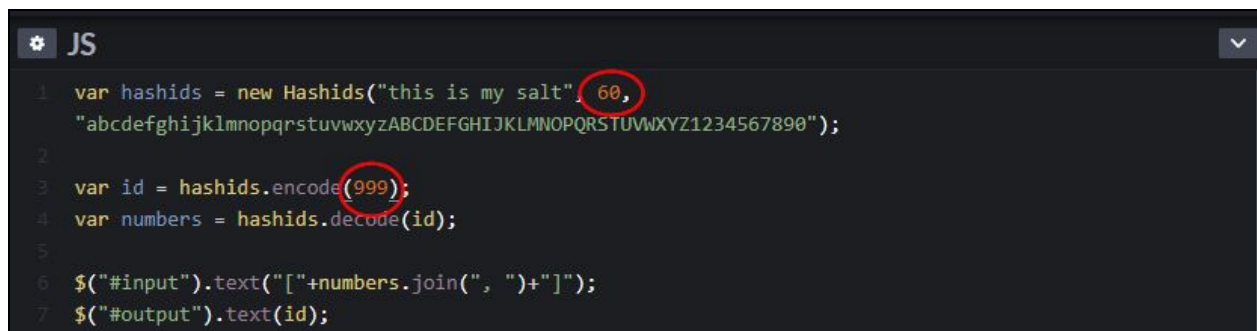 JS
1 var hashids = new Hashids("this is my salt", 60,
"abcdefghijklmnopqrstuvwxyzABCDEFGHIJKLMNOPQRSTUVWXYZ1234567890");
2
3 var id = hashids.encode(999);
4 var numbers = hashids.decode(id);
5
6 $("#input").text("["+numbers.join(", ")+"]");
7 $("#output").text(id);